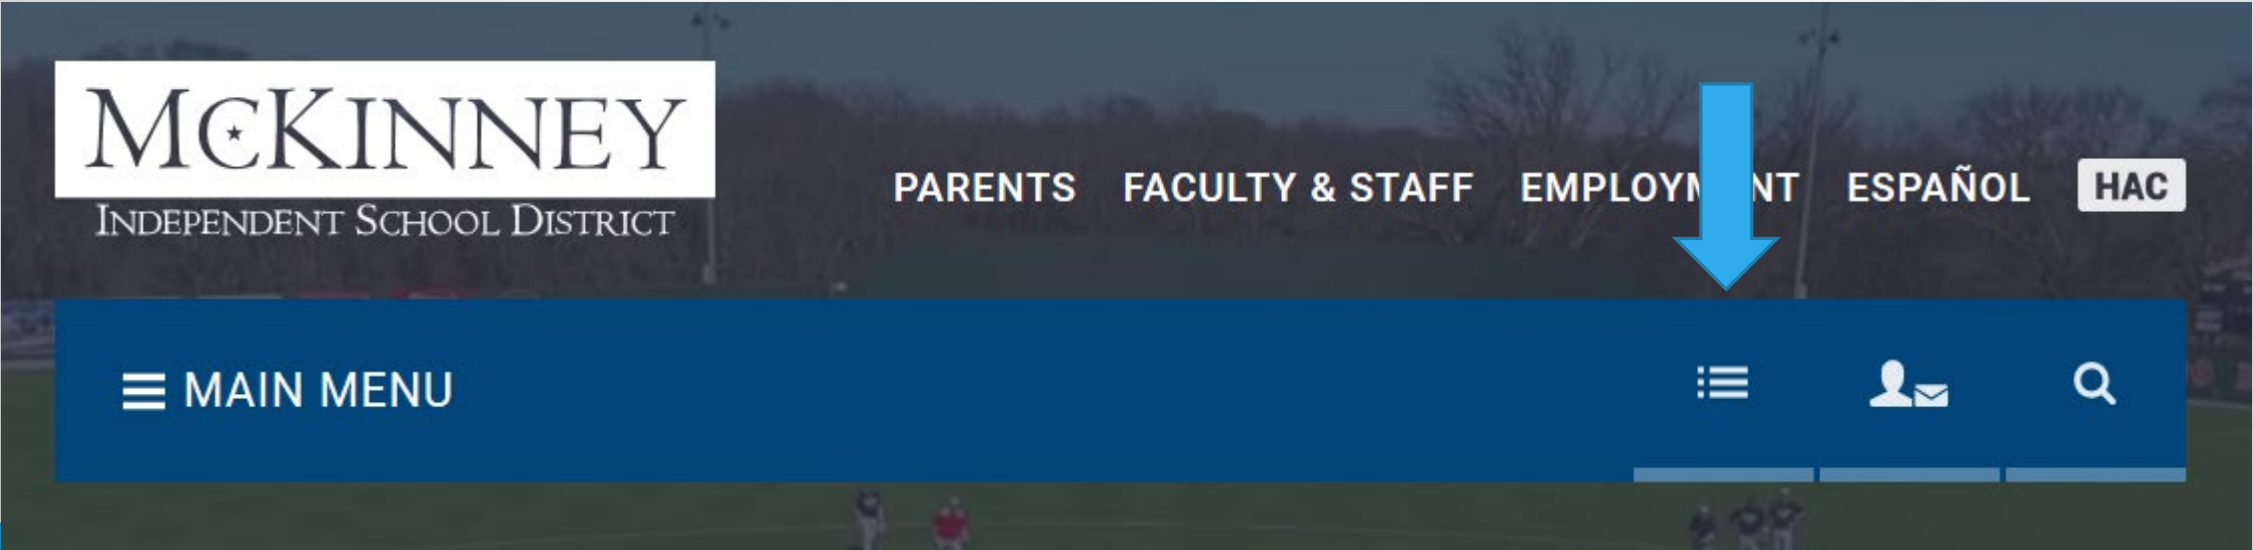 McKINNEY
INDEPENDENT SCHOOL DISTRICT
PARENTS FACULTY & STAFF ESPAÑOL HAC
MAIN MENU